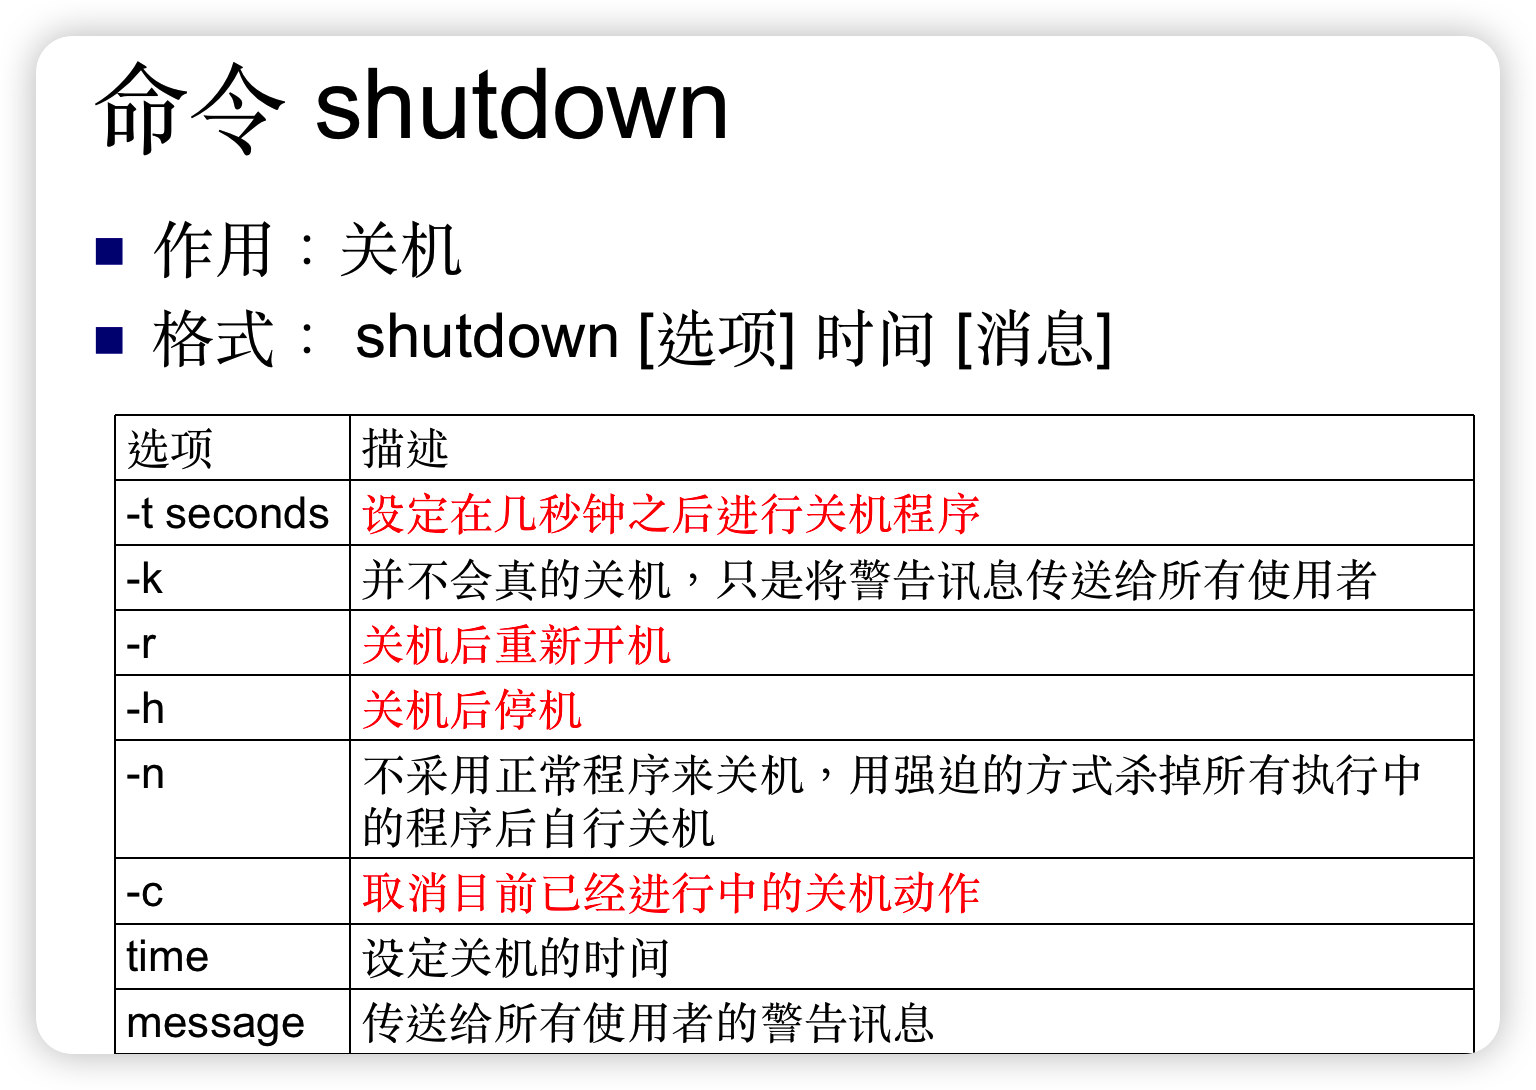 命令 shutdown
作用：关机
格式： shutdown [选项] 时间 [消息]
选项 描述
-t seconds 设定在几秒钟之后进行关机程序
-k 并不会真的关机，只是将警告讯息传送给所有使用者
-r 关机后重新开机
-h 关机后停机
-n 不采用正常程序来关机，用强迫的方式杀掉所有执行中
的程序后自行关机
-c 取消目前已经进行中的关机动作
time 设定关机的时间
message 传送给所有使用者的警告讯息